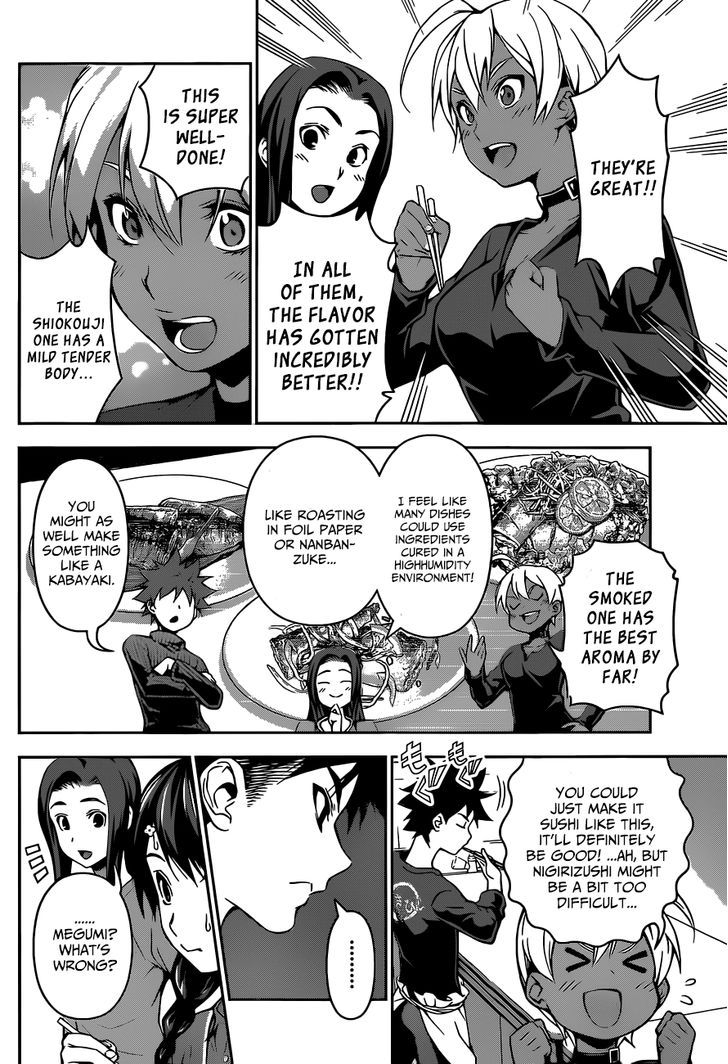 THEY'RE
GREAT!!
IN ALL
OF THEM,
THE FLAVOR
HAS GOTTEN
INCREDIBLY
BETTER!!
THIS
IS SUPER
WELL-
DONE!
THE
SHIOKOUJI
ONE HAS A
MILD TENDER
BODY...
THE
SMOKED
ONE HAS
THE BEST
AROMA BY
FAR!
I FEEL LIKE
MANY DISHES
COULD USE
INGREDIENTS
CURED IN A
HIGHHUMIDITY
ENVIRONMENT!
LIKE ROASTING
IN FOIL PAPER
OR NANBAN-
ZUKE...
YOU
MIGHT AS
WELL MAKE
SOMETHING
LIKE A
KABAYAKI.
YOU COULD
JUST MAKE IT
SUSHI LIKE THIS,
IT'LL DEFINITELY
BE GOOD! ...AH, BUT
NIGIRIZUSHI MIGHT
BE A BIT TOO
DIFFICULT...
もぐ
もぐ
.........
......
MEGUMI?
WHAT'S
WRONG?